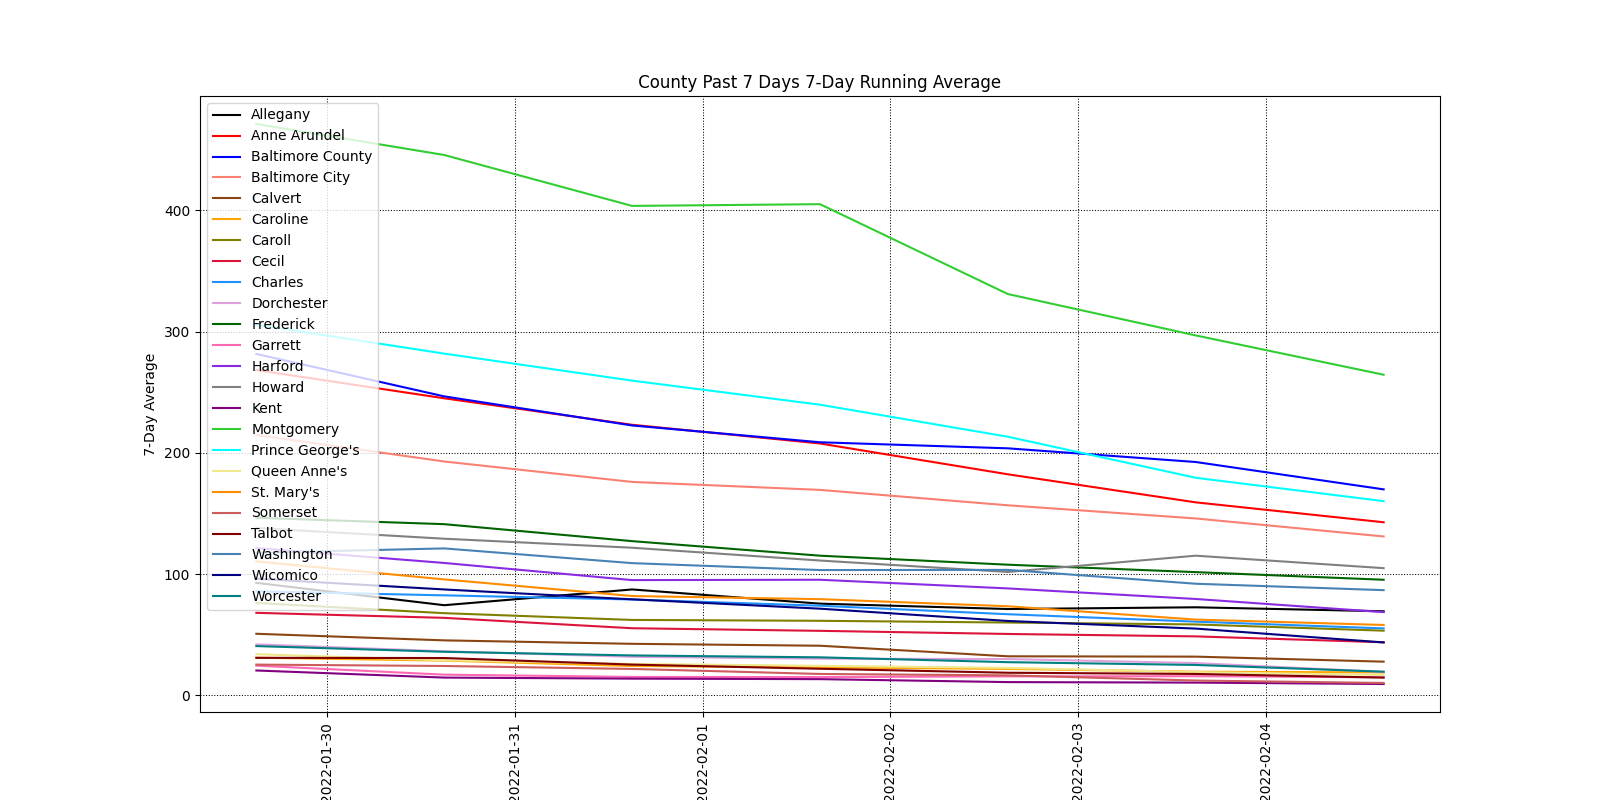 County Past 7 Days 7-Day Running Average
Allegany
Anne Arundel
Baltimore County
Baltimore City
Calvert
Caroline
Caroll
Cecil
Charles
Dorchester
Frederick
Garrett
Harford
Howard
Kent
Montgomery
Prince George's
Queen Anne's
St. Mary's
Somerset
Talbot
Washington
Wicomico
Worcester
7-Day Average
400
300
200
100
0
2022-01-30
2022-01-31
2022-02-01
2022-02-02
2022-02-03
2022-02-04